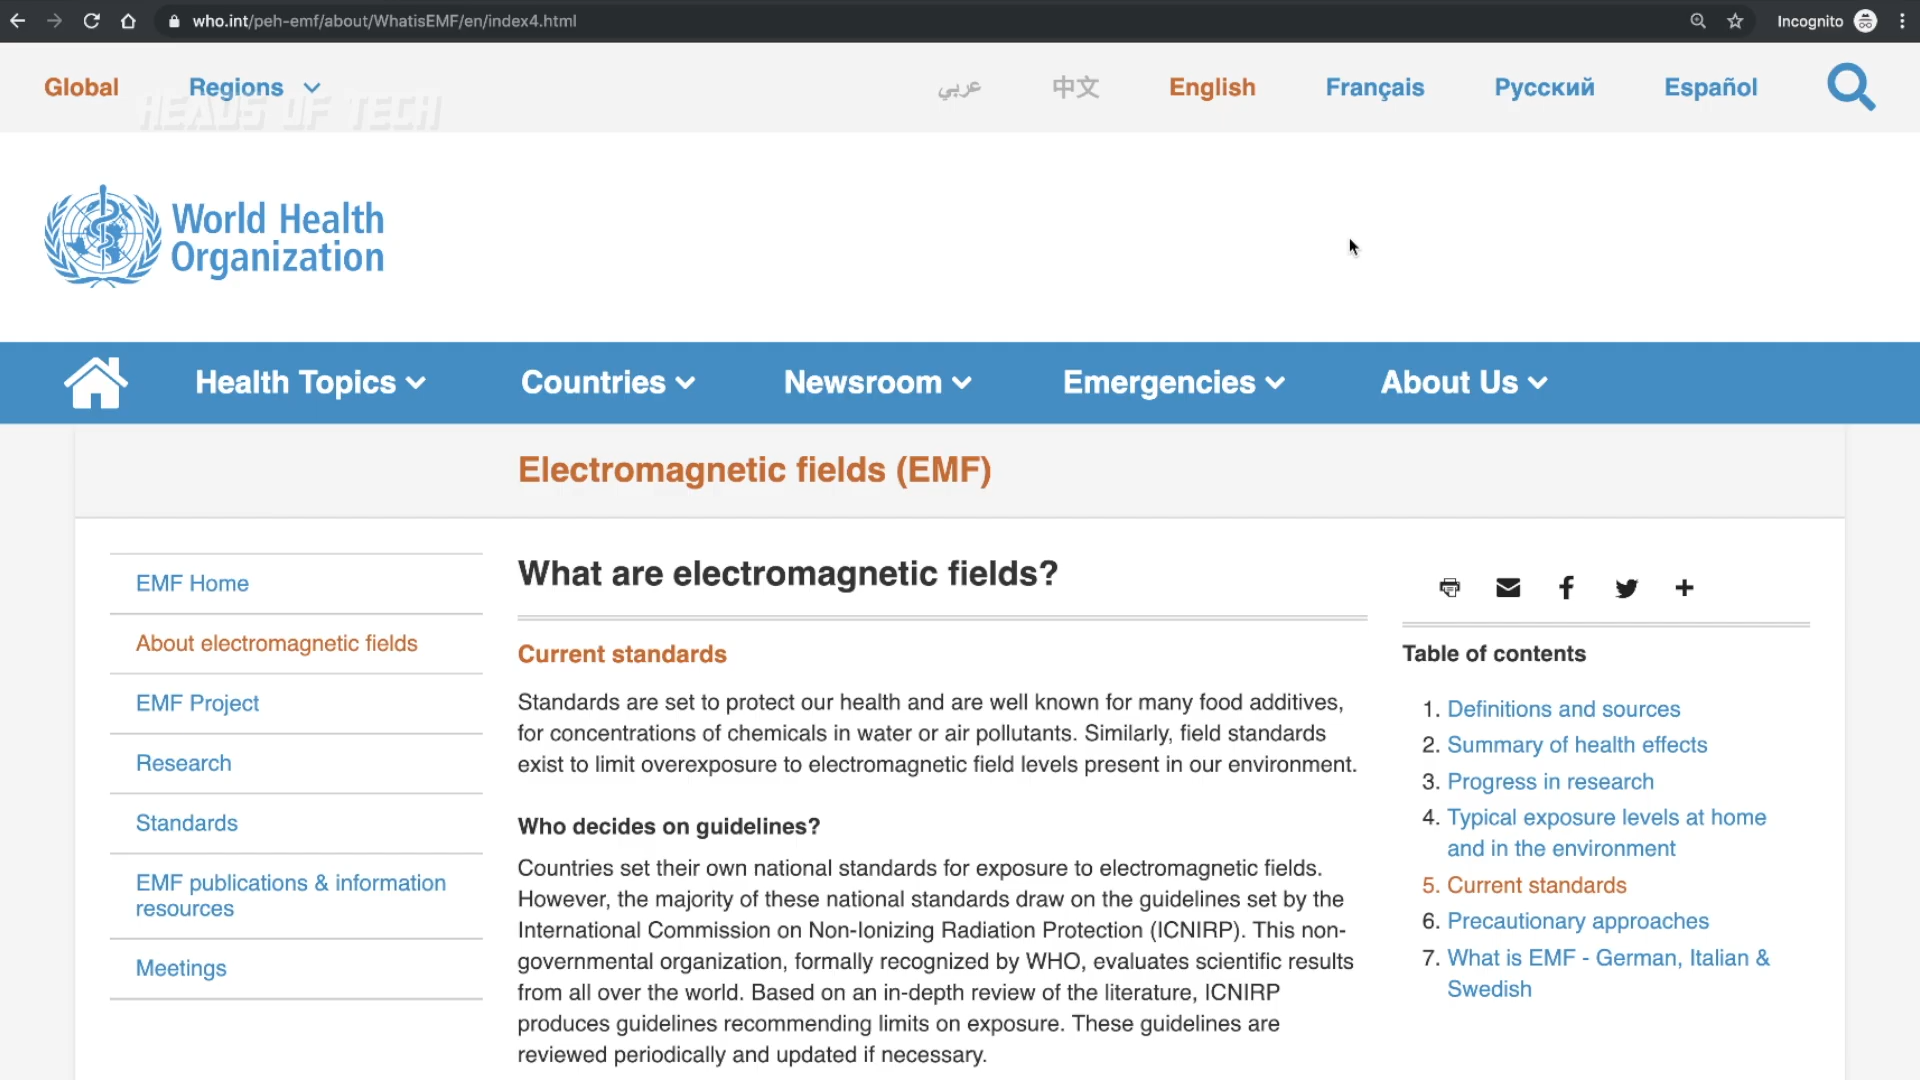 who.int/peh-emf/about/WhatisEMF/en/index4.html
Incognito
Global
Regions
عربي
中文
English
Français
Русский
Español
HEADS OF TECH
World Health
Organization
Health Topics
Countries
Newsroom
Emergencies
About Us
Electromagnetic fields (EMF)
EMF Home
About electromagnetic fields
EMF Project
Research
Standards
EMF publications & information
resources
Meetings
What are electromagnetic fields?
Current standards
Standards are set to protect our health and are well known for many food additives,
for concentrations of chemicals in water or air pollutants. Similarly, field standards
exist to limit overexposure to electromagnetic field levels present in our environment.
Who decides on guidelines?
Countries set their own national standards for exposure to electromagnetic fields.
However, the majority of these national standards draw on the guidelines set by the
International Commission on Non-Ionizing Radiation Protection (ICNIRP). This non-
governmental organization, formally recognized by WHO, evaluates scientific results
from all over the world. Based on an in-depth review of the literature, ICNIRP
produces guidelines recommending limits on exposure. These guidelines are
reviewed periodically and updated if necessary.
Table of contents
1. Definitions and sources
2. Summary of health effects
3. Progress in research
4. Typical exposure levels at home
and in the environment
5. Current standards
6. Precautionary approaches
7. What is EMF - German, Italian &
Swedish